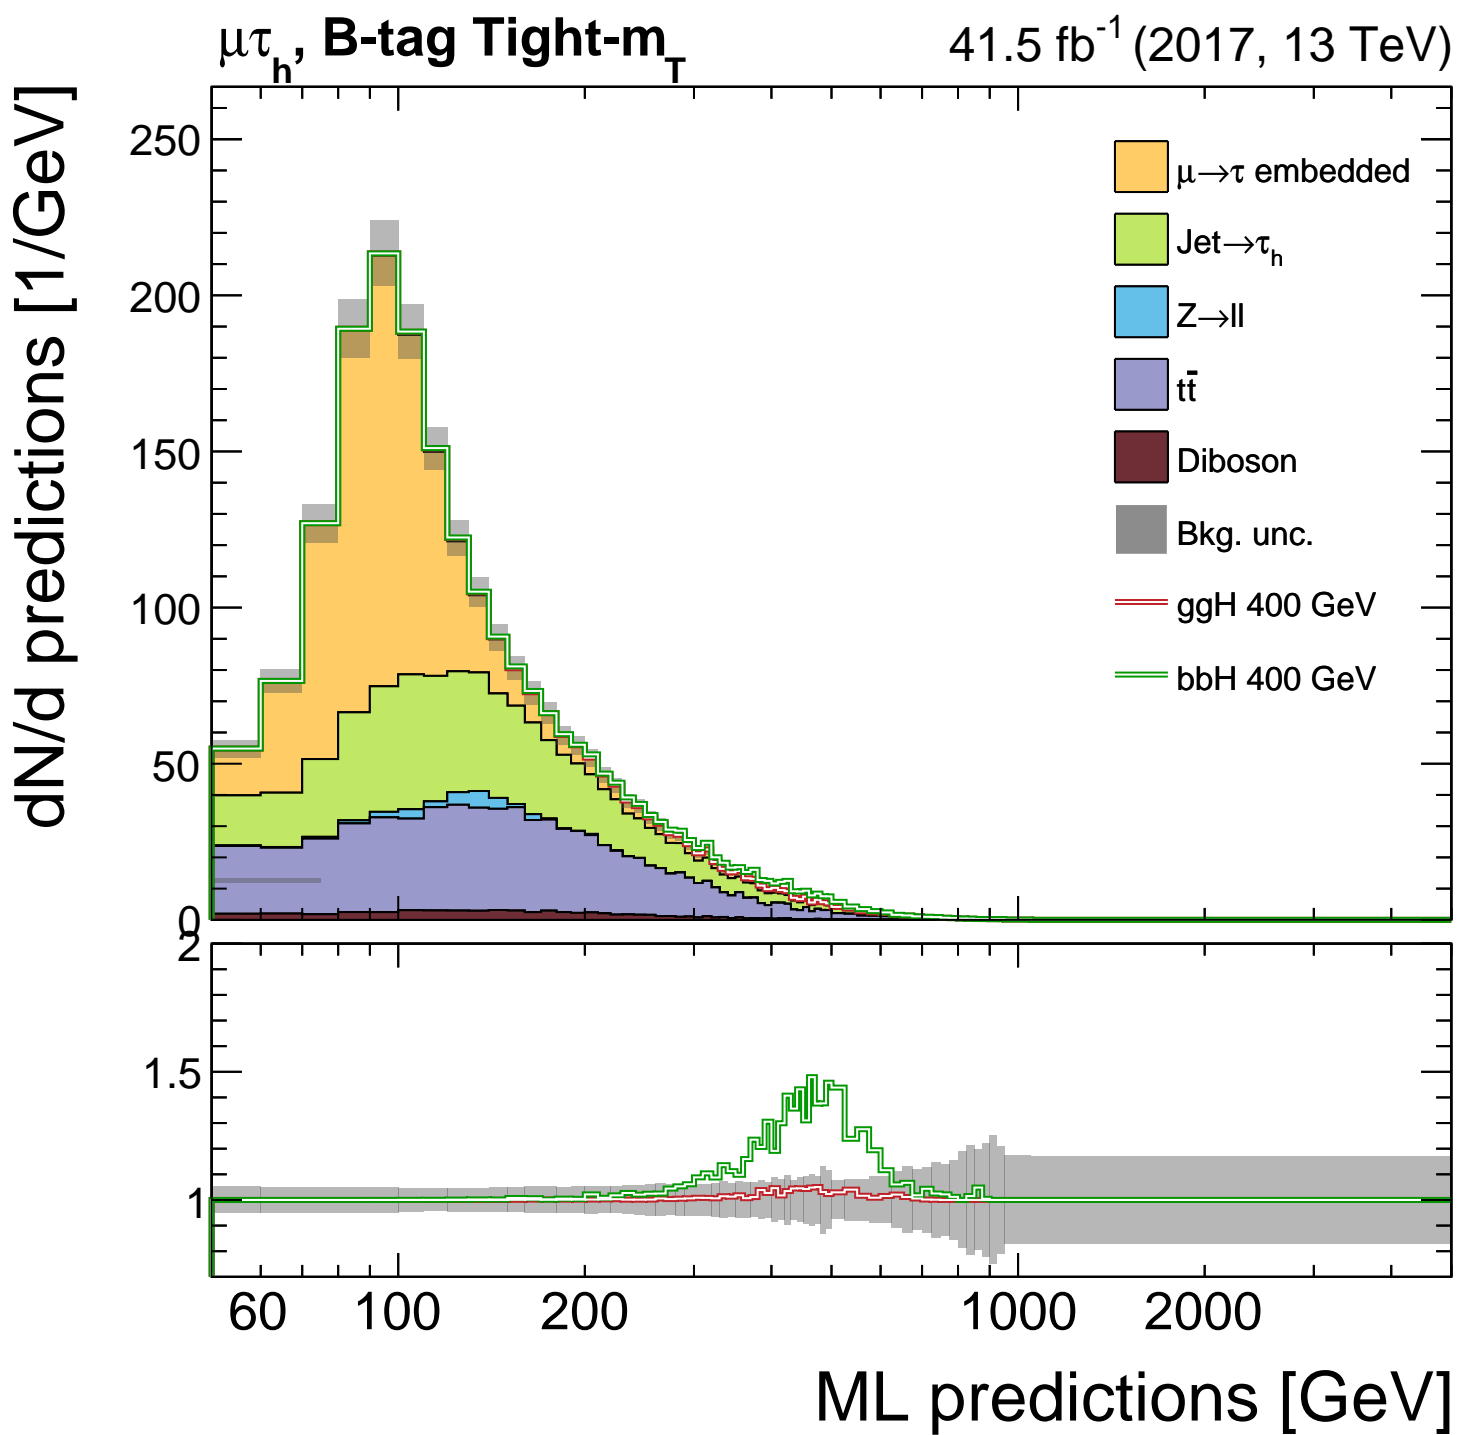 μτh, B-tag Tight-mT
41.5 fb-1 (2017, 13 TeV)
dN/d predictions [1/GeV]
250
200
150
100
50
0
μ→τ embedded
Jet→τh
Z→ll
tt̄
Diboson
Bkg. unc.
ggH 400 GeV
bbH 400 GeV
2
1.5
1
60 100 200 1000 2000
ML predictions [GeV]